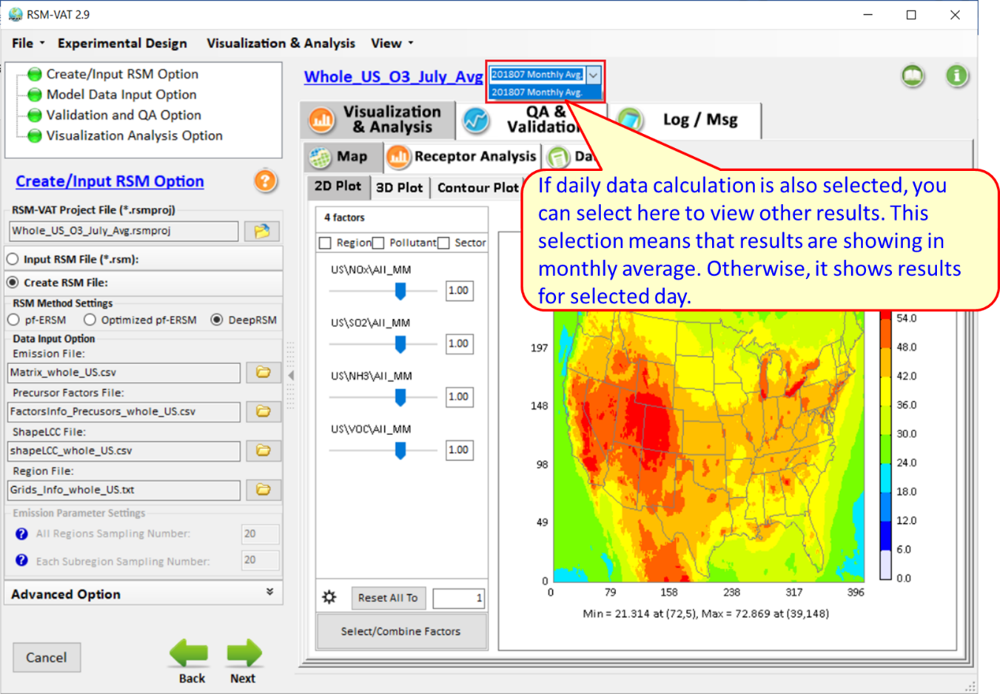 RSM-VAT 2.9
File Experimental Design Visualization & Analysis View
Create/Input RSM Option
Model Data Input Option
Validation and QA Option
Visualization Analysis Option
Create/Input RSM Option
RSM-VAT Project File (*.rsmproj)
Whole_US_O3_July_Avg.rsmproj
Input RSM File (*.rsm):
Create RSM File:
RSM Method Settings
pf-ERSM Optimized pf-ERSM DeepRSM
Data Input Option
Emission File:
Matrix_whole_US.csv
Precursor Factors File:
FactorsInfo_Precusors_whole_US.csv
ShapeLCC File:
shapeLCC_whole_US.csv
Region File:
Grids_Info_whole_US.txt
Emission Parameter Settings
All Regions Sampling Number: 20
Each Subregion Sampling Number: 20
Advanced Option
Cancel
Back
Next
Whole_US_O3_July_Avg
201807 Monthly Avg.
201807 Monthly Avg.
Visualization
& Analysis
QA &
Validation
Log / Msg
Map
Receptor Analysis
Da
2D Plot
3D Plot
Contour Plot
If daily data calculation is also selected, you
can select here to view other results. This
selection means that results are showing in
monthly average. Otherwise, it shows results
for selected day.
4 factors
Region Pollutant Sector
US\NOx\All_MM
1.00
US\SO2\All_MM
1.00
US\NH3\All_MM
1.00
US\VOC\All_MM
1.00
Reset All To 1
Select/Combine Factors
197
148
98
49
0
0 79 158 238 317 396
54.0
48.0
42.0
36.0
30.0
24.0
18.0
12.0
6.0
0.0
Min = 21.314 at (72,5), Max = 72.869 at (39,148)